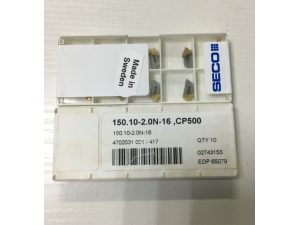 Made in
Sweden
SECO
150.10-2.0N-16 ,CP500
150.10-2.0N-16
4702031 001 / 417
QTY 10
02743153
EDP 65079